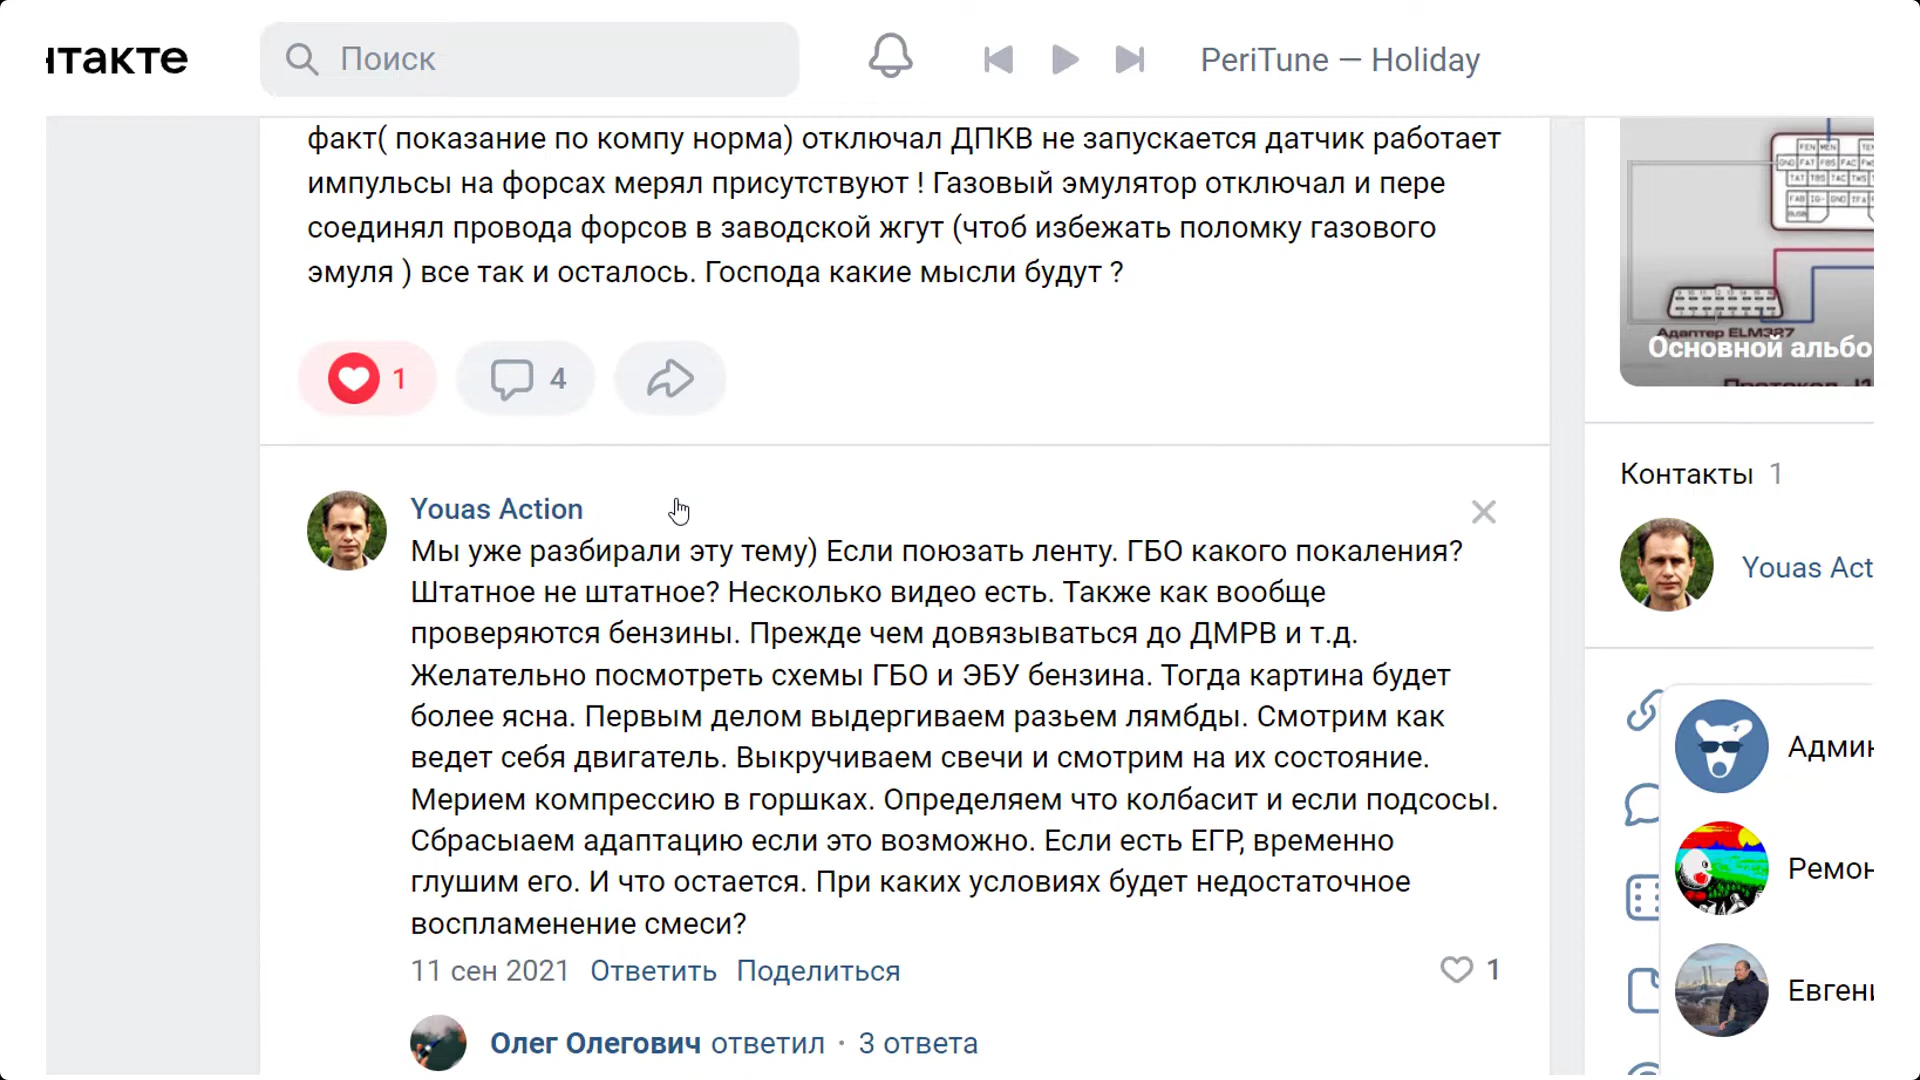 нтакте
Поиск
PeriTune — Holiday
факт( показание по компу норма) отключал ДПКВ не запускается датчик работает
импульсы на форсах мерял присутствуют ! Газовый эмулятор отключал и пере
соединял провода форсов в заводской жгут (чтоб избежать поломку газового
эмуля ) все так и осталось. Господа какие мысли будут ?
1
4
Youas Action
Мы уже разбирали эту тему) Если поюзать ленту. ГБО какого покаления?
Штатное не штатное? Несколько видео есть. Также как вообще
проверяются бензины. Прежде чем довязываться до ДМРВ и т.д.
Желательно посмотреть схемы ГБО и ЭБУ бензина. Тогда картина будет
более ясна. Первым делом выдергиваем разьем лямбды. Смотрим как
ведет себя двигатель. Выкручиваем свечи и смотрим на их состояние.
Мерием компрессию в горшках. Определяем что колбасит и если подсосы.
Сбрасыаем адаптацию если это возможно. Если есть ЕГР, временно
глушим его. И что остается. При каких условиях будет недостаточное
воспламенение смеси?
11 сен 2021 Ответить Поделиться
1
Олег Олегович ответил · 3 ответа
Адаптер ELM327
Основной альбо
Контакты 1
Youas Act
Админ
Ремон
Евгени